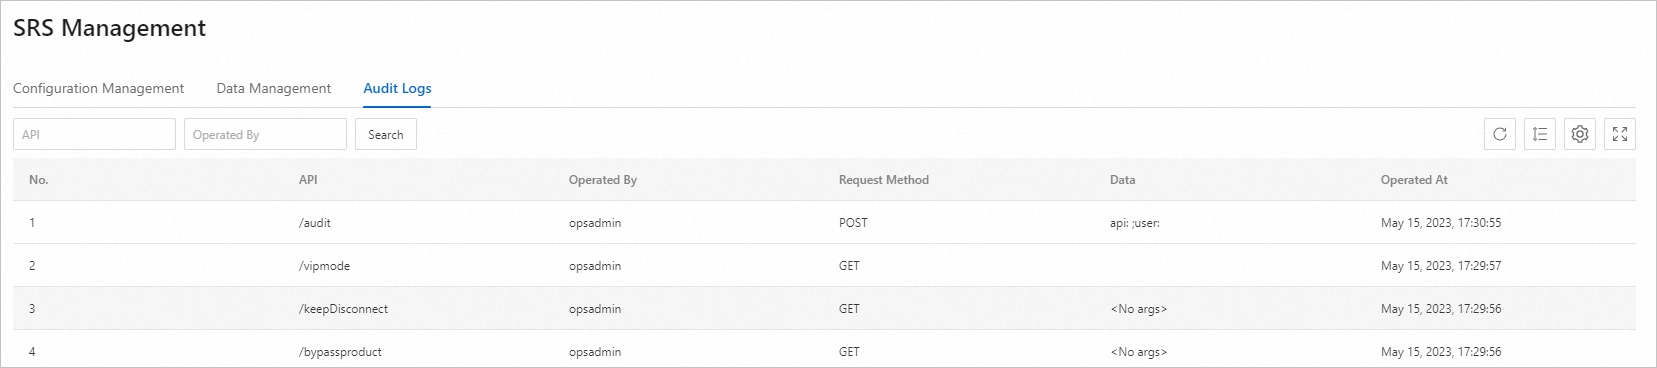 SRS Management
Configuration Management Data Management Audit Logs
API Operated By Search
No. API Operated By Request Method Data Operated At
1 /audit opsadmin POST api: ;user: May 15, 2023, 17:30:55
2 /vipmode opsadmin GET May 15, 2023, 17:29:57
3 /keepDisconnect opsadmin GET <No args> May 15, 2023, 17:29:56
4 /bypassproduct opsadmin GET <No args> May 15, 2023, 17:29:56